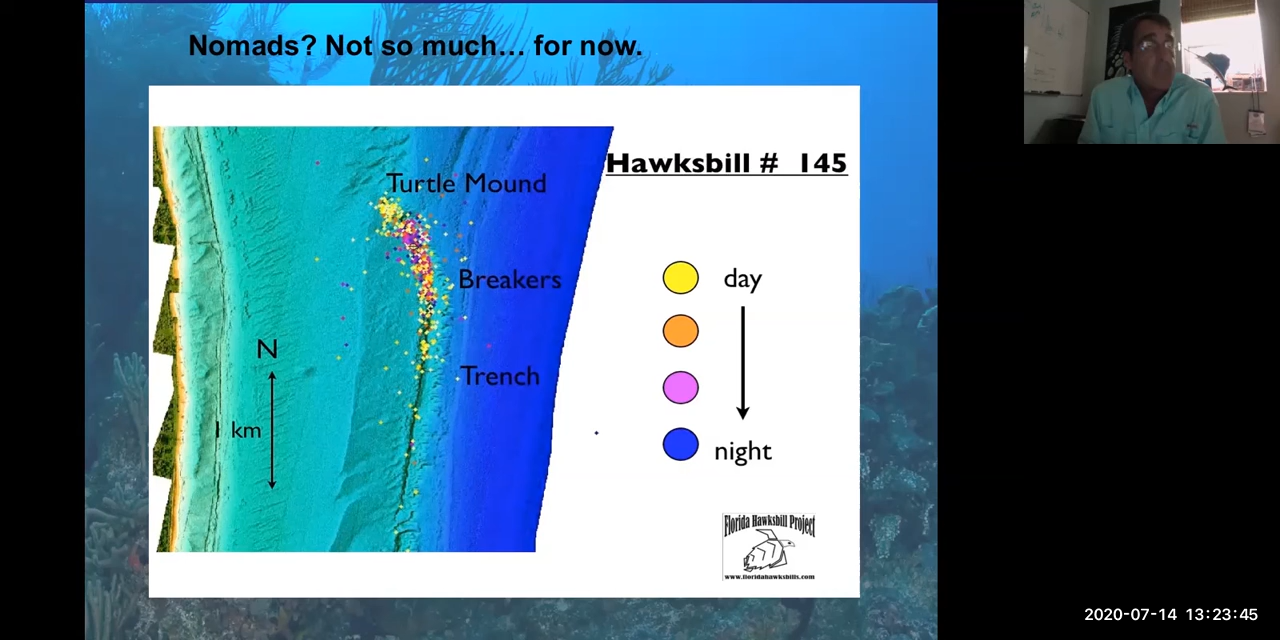 Nomads? Not so much... for now.
Hawksbill # 145
Turtle Mound
Breakers
Trench
N
1 km
day
night
Florida Hawksbill Project
www.floridahawksbills.com
2020-07-14 13:23:45